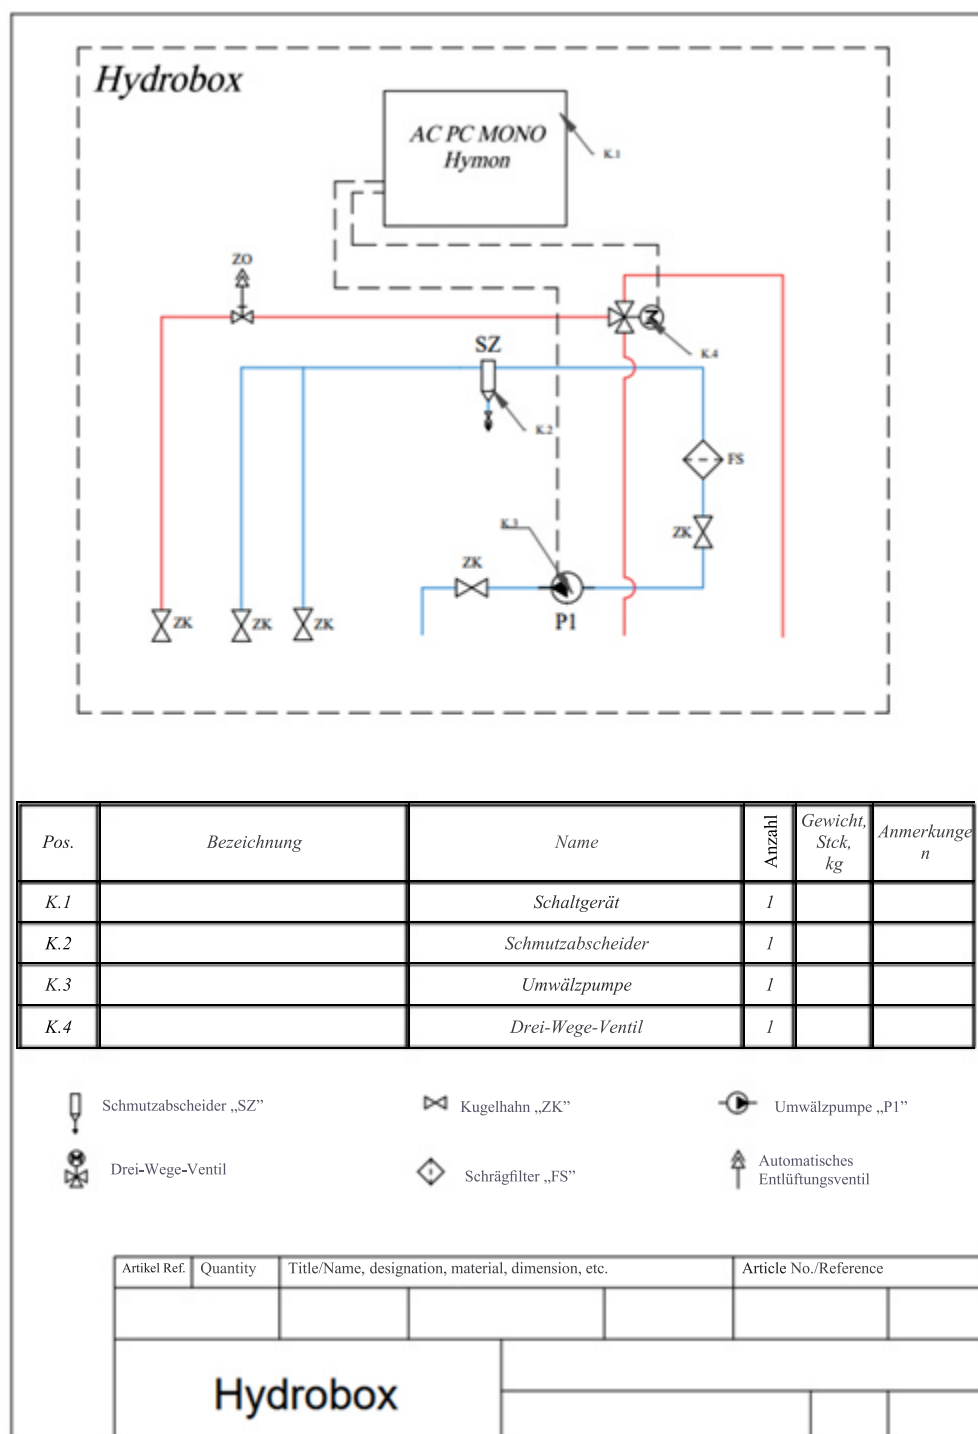 Hydrobox
AC PC MONO
Hymon
K.1
ZO
K.4
SZ
K.2
FS
K.3
ZK
ZK
P1
ZK
ZK
ZK
Pos.
Bezeichnung
Name
Anzahl
Gewicht,
Stck,
kg
Anmerkunge
n
K.1
Schaltgerät
1
K.2
Schmutzabscheider
1
K.3
Umwälzpumpe
1
K.4
Drei-Wege-Ventil
1
Schmutzabscheider „SZ”
Kugelhahn „ZK”
Umwälzpumpe „P1”
Drei-Wege-Ventil
Schrägfilter „FS”
Automatisches
Entlüftungsventil
Artikel Ref.
Quantity
Title/Name, designation, material, dimension, etc.
Article No./Reference
Hydrobox